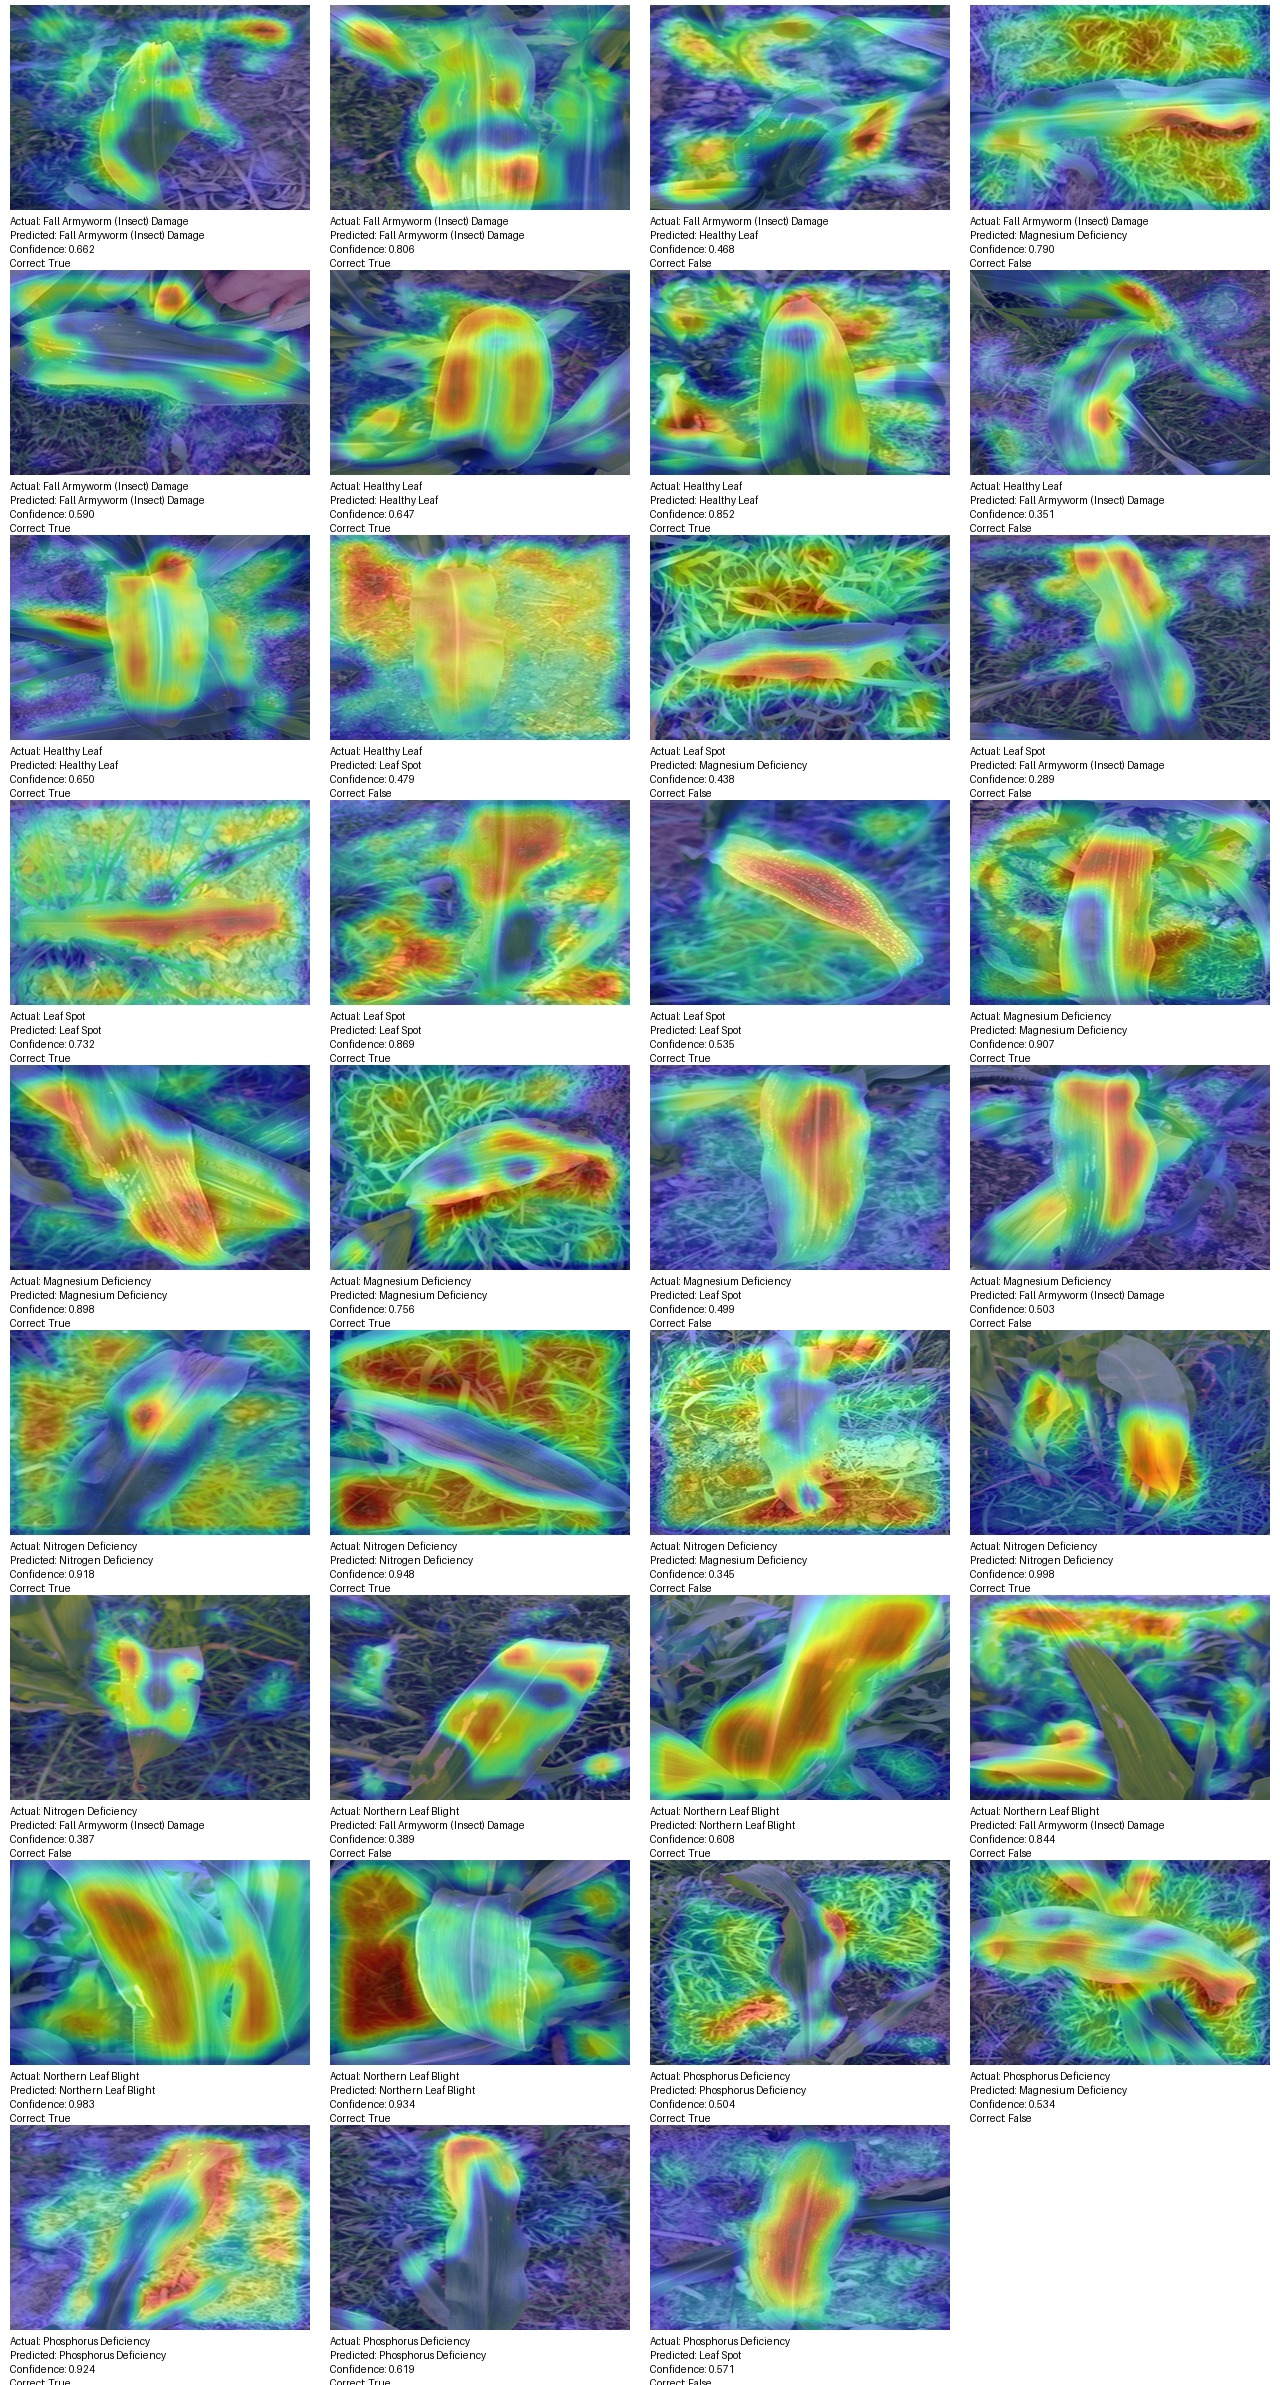 Actual: Fall Armyworm (Insect) Damage
Predicted: Fall Armyworm (Insect) Damage
Confidence: 0.662
Correct: True
Actual: Fall Armyworm (Insect) Damage
Predicted: Fall Armyworm (Insect) Damage
Confidence: 0.806
Correct: True
Actual: Fall Armyworm (Insect) Damage
Predicted: Healthy Leaf
Confidence: 0.468
Correct: False
Actual: Fall Armyworm (Insect) Damage
Predicted: Magnesium Deficiency
Confidence: 0.790
Correct: False
Actual: Fall Armyworm (Insect) Damage
Predicted: Fall Armyworm (Insect) Damage
Confidence: 0.590
Correct: True
Actual: Healthy Leaf
Predicted: Healthy Leaf
Confidence: 0.647
Correct: True
Actual: Healthy Leaf
Predicted: Healthy Leaf
Confidence: 0.852
Correct: True
Actual: Healthy Leaf
Predicted: Fall Armyworm (Insect) Damage
Confidence: 0.351
Correct: False
Actual: Healthy Leaf
Predicted: Healthy Leaf
Confidence: 0.650
Correct: True
Actual: Healthy Leaf
Predicted: Leaf Spot
Confidence: 0.479
Correct: False
Actual: Leaf Spot
Predicted: Magnesium Deficiency
Confidence: 0.438
Correct: False
Actual: Leaf Spot
Predicted: Fall Armyworm (Insect) Damage
Confidence: 0.289
Correct: False
Actual: Leaf Spot
Predicted: Leaf Spot
Confidence: 0.732
Correct: True
Actual: Leaf Spot
Predicted: Leaf Spot
Confidence: 0.869
Correct: True
Actual: Leaf Spot
Predicted: Leaf Spot
Confidence: 0.535
Correct: True
Actual: Magnesium Deficiency
Predicted: Magnesium Deficiency
Confidence: 0.907
Correct: True
Actual: Magnesium Deficiency
Predicted: Magnesium Deficiency
Confidence: 0.898
Correct: True
Actual: Magnesium Deficiency
Predicted: Magnesium Deficiency
Confidence: 0.756
Correct: True
Actual: Magnesium Deficiency
Predicted: Leaf Spot
Confidence: 0.499
Correct: False
Actual: Magnesium Deficiency
Predicted: Fall Armyworm (Insect) Damage
Confidence: 0.503
Correct: False
Actual: Nitrogen Deficiency
Predicted: Nitrogen Deficiency
Confidence: 0.918
Correct: True
Actual: Nitrogen Deficiency
Predicted: Nitrogen Deficiency
Confidence: 0.948
Correct: True
Actual: Nitrogen Deficiency
Predicted: Magnesium Deficiency
Confidence: 0.345
Correct: False
Actual: Nitrogen Deficiency
Predicted: Nitrogen Deficiency
Confidence: 0.998
Correct: True
Actual: Nitrogen Deficiency
Predicted: Fall Armyworm (Insect) Damage
Confidence: 0.387
Correct: False
Actual: Northern Leaf Blight
Predicted: Fall Armyworm (Insect) Damage
Confidence: 0.389
Correct: False
Actual: Northern Leaf Blight
Predicted: Northern Leaf Blight
Confidence: 0.608
Correct: True
Actual: Northern Leaf Blight
Predicted: Fall Armyworm (Insect) Damage
Confidence: 0.844
Correct: False
Actual: Northern Leaf Blight
Predicted: Northern Leaf Blight
Confidence: 0.983
Correct: True
Actual: Northern Leaf Blight
Predicted: Northern Leaf Blight
Confidence: 0.934
Correct: True
Actual: Phosphorus Deficiency
Predicted: Phosphorus Deficiency
Confidence: 0.504
Correct: True
Actual: Phosphorus Deficiency
Predicted: Magnesium Deficiency
Confidence: 0.534
Correct: False
Actual: Phosphorus Deficiency
Predicted: Phosphorus Deficiency
Confidence: 0.924
Correct: True
Actual: Phosphorus Deficiency
Predicted: Phosphorus Deficiency
Confidence: 0.619
Correct: True
Actual: Phosphorus Deficiency
Predicted: Leaf Spot
Confidence: 0.571
Correct: False